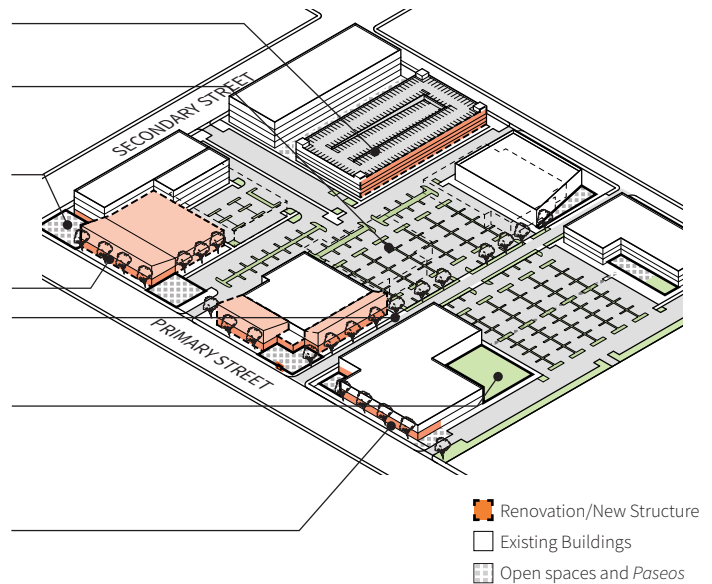 SECONDARY STREET
PRIMARY STREET
Renovation/New Structure
Existing Buildings
Open spaces and Paseos